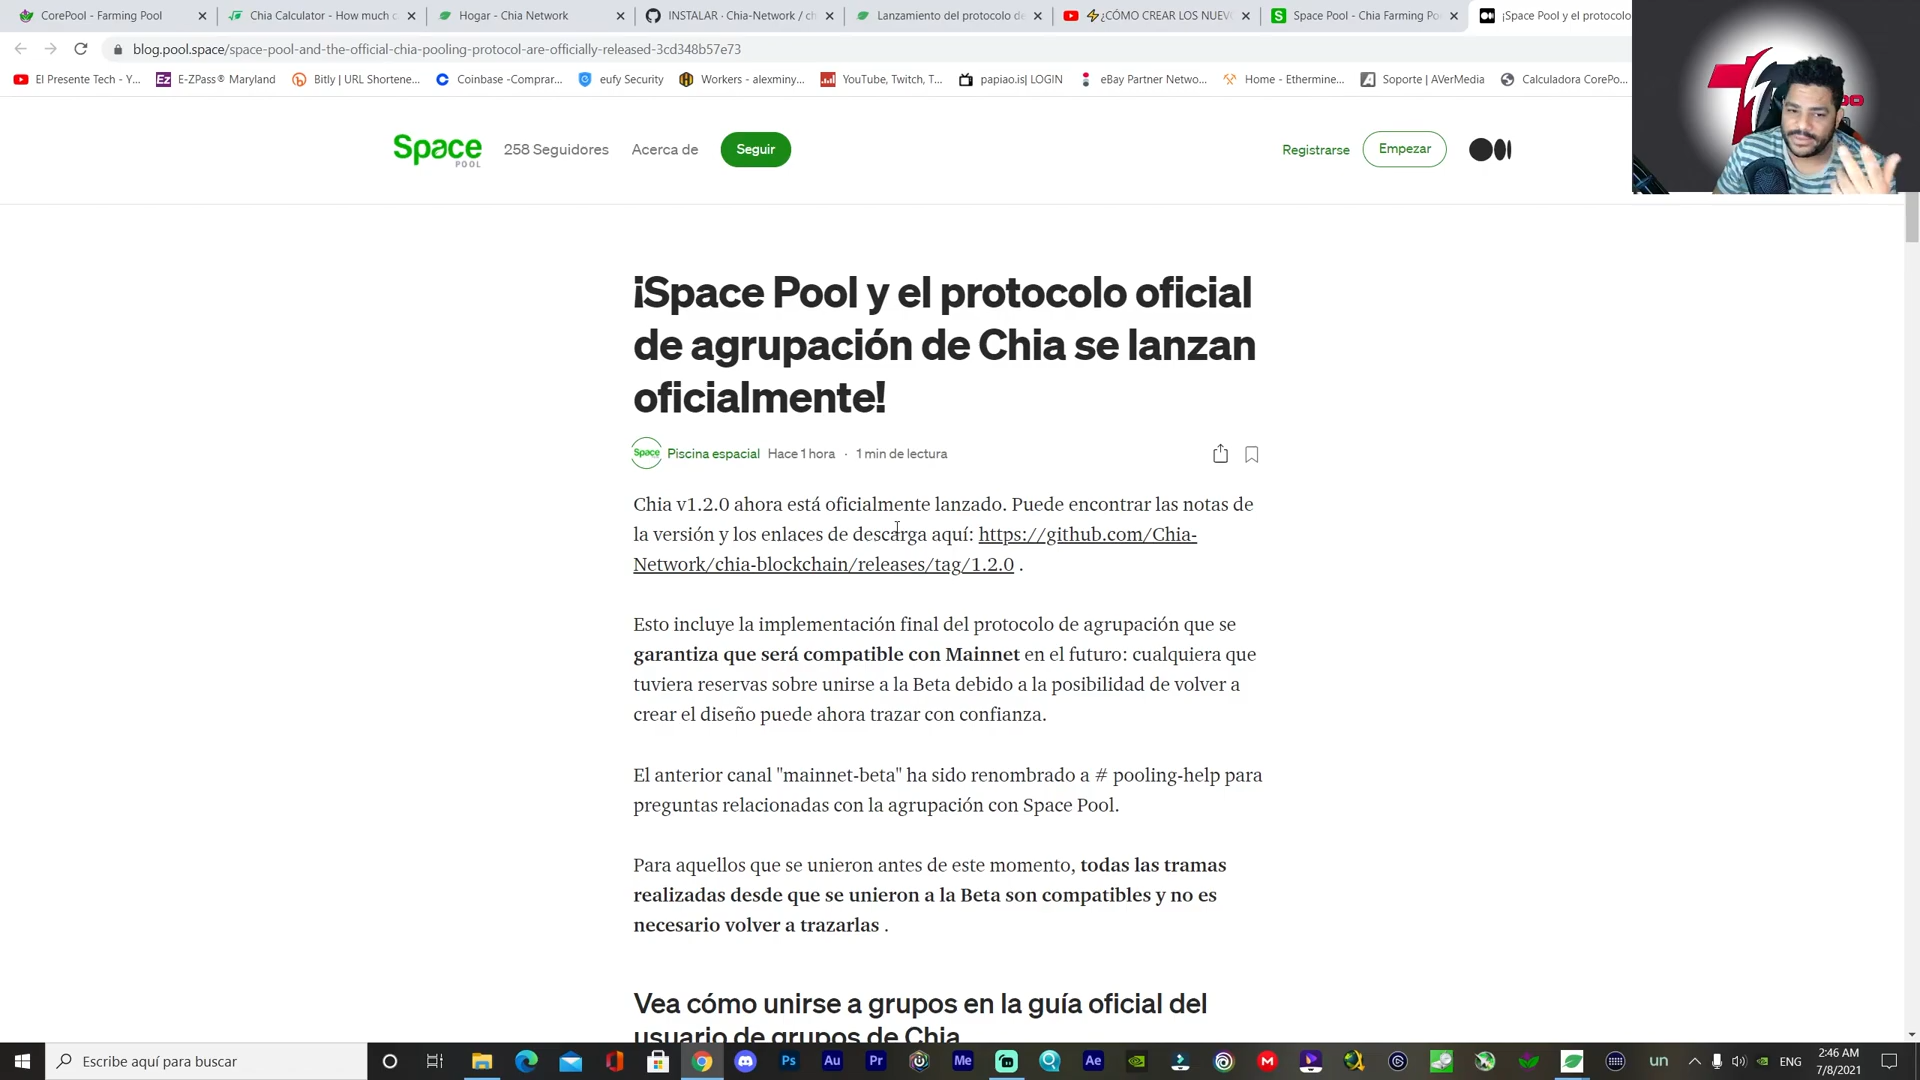 CorePool - Farming Pool
Chia Calculator - How much c
Hogar - Chia Network
INSTALAR · Chia-Network / ch
Lanzamiento del protocolo de
⚡¿CÓMO CREAR LOS NUEV
Space Pool - Chia Farming Po
¡Space Pool y el protocolo
blog.pool.space/space-pool-and-the-official-chia-pooling-protocol-are-officially-released-3cd348b57e73
El Presente Tech - Y...
E-ZPass® Maryland
Bitly | URL Shortene...
Coinbase -Comprar...
eufy Security
Workers - alexminy...
YouTube, Twitch, T...
papiao.is| LOGIN
eBay Partner Netwo...
Home - Ethermine...
Soporte | AVerMedia
Calculadora CorePo...
Space
POOL
258 Seguidores
Acerca de
Seguir
Registrarse
Empezar
¡Space Pool y el protocolo oficial
de agrupación de Chia se lanzan
oficialmente!
Space
Piscina espacial Hace 1 hora · 1 min de lectura
Chia v1.2.0 ahora está oficialmente lanzado. Puede encontrar las notas de
la versión y los enlaces de descarga aquí: https://github.com/Chia-
Network/chia-blockchain/releases/tag/1.2.0 .
Esto incluye la implementación final del protocolo de agrupación que se
garantiza que será compatible con Mainnet en el futuro: cualquiera que
tuviera reservas sobre unirse a la Beta debido a la posibilidad de volver a
crear el diseño puede ahora trazar con confianza.
El anterior canal "mainnet-beta" ha sido renombrado a # pooling-help para
preguntas relacionadas con la agrupación con Space Pool.
Para aquellos que se unieron antes de este momento, todas las tramas
realizadas desde que se unieron a la Beta son compatibles y no es
necesario volver a trazarlas .
Vea cómo unirse a grupos en la guía oficial del
usuario de grupos de Chia
Escribe aquí para buscar
Ps
Au
Pr
Me
Ae
un
ENG
2:46 AM
7/8/2021